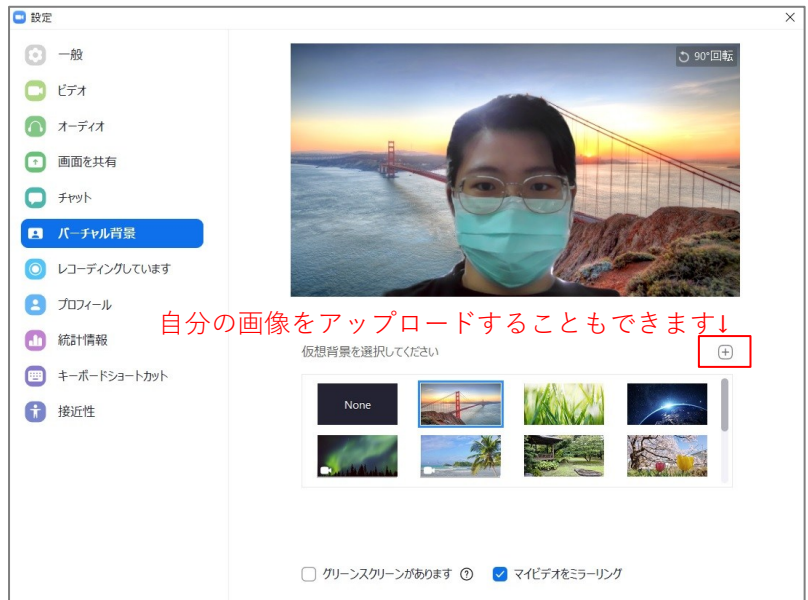 設定
一般
ビデオ
オーディオ
画面を共有
チャット
バーチャル背景
レコーディングしています
プロフィール
統計情報
キーボードショートカット
接近性
90°回転
自分の画像をアップロードすることもできます↓
仮想背景を選択してください
None
グリーンスクリーンがあります
マイビデオをミラーリング